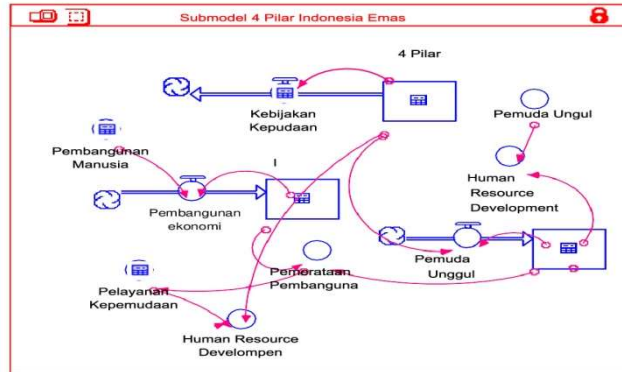 Submodel 4 Pilar Indonesia Emas
4 Pilar
Kebijakan
Kepudaan
Pemuda Ungul
Pembangunan
Manusia
I
Human
Resource
Development
Pembangunan
ekonomi
Pemuda
Unggul
Pemerataan
Pembanguna
Pelayanan
Kepemudaan
Human Resource
Develompen